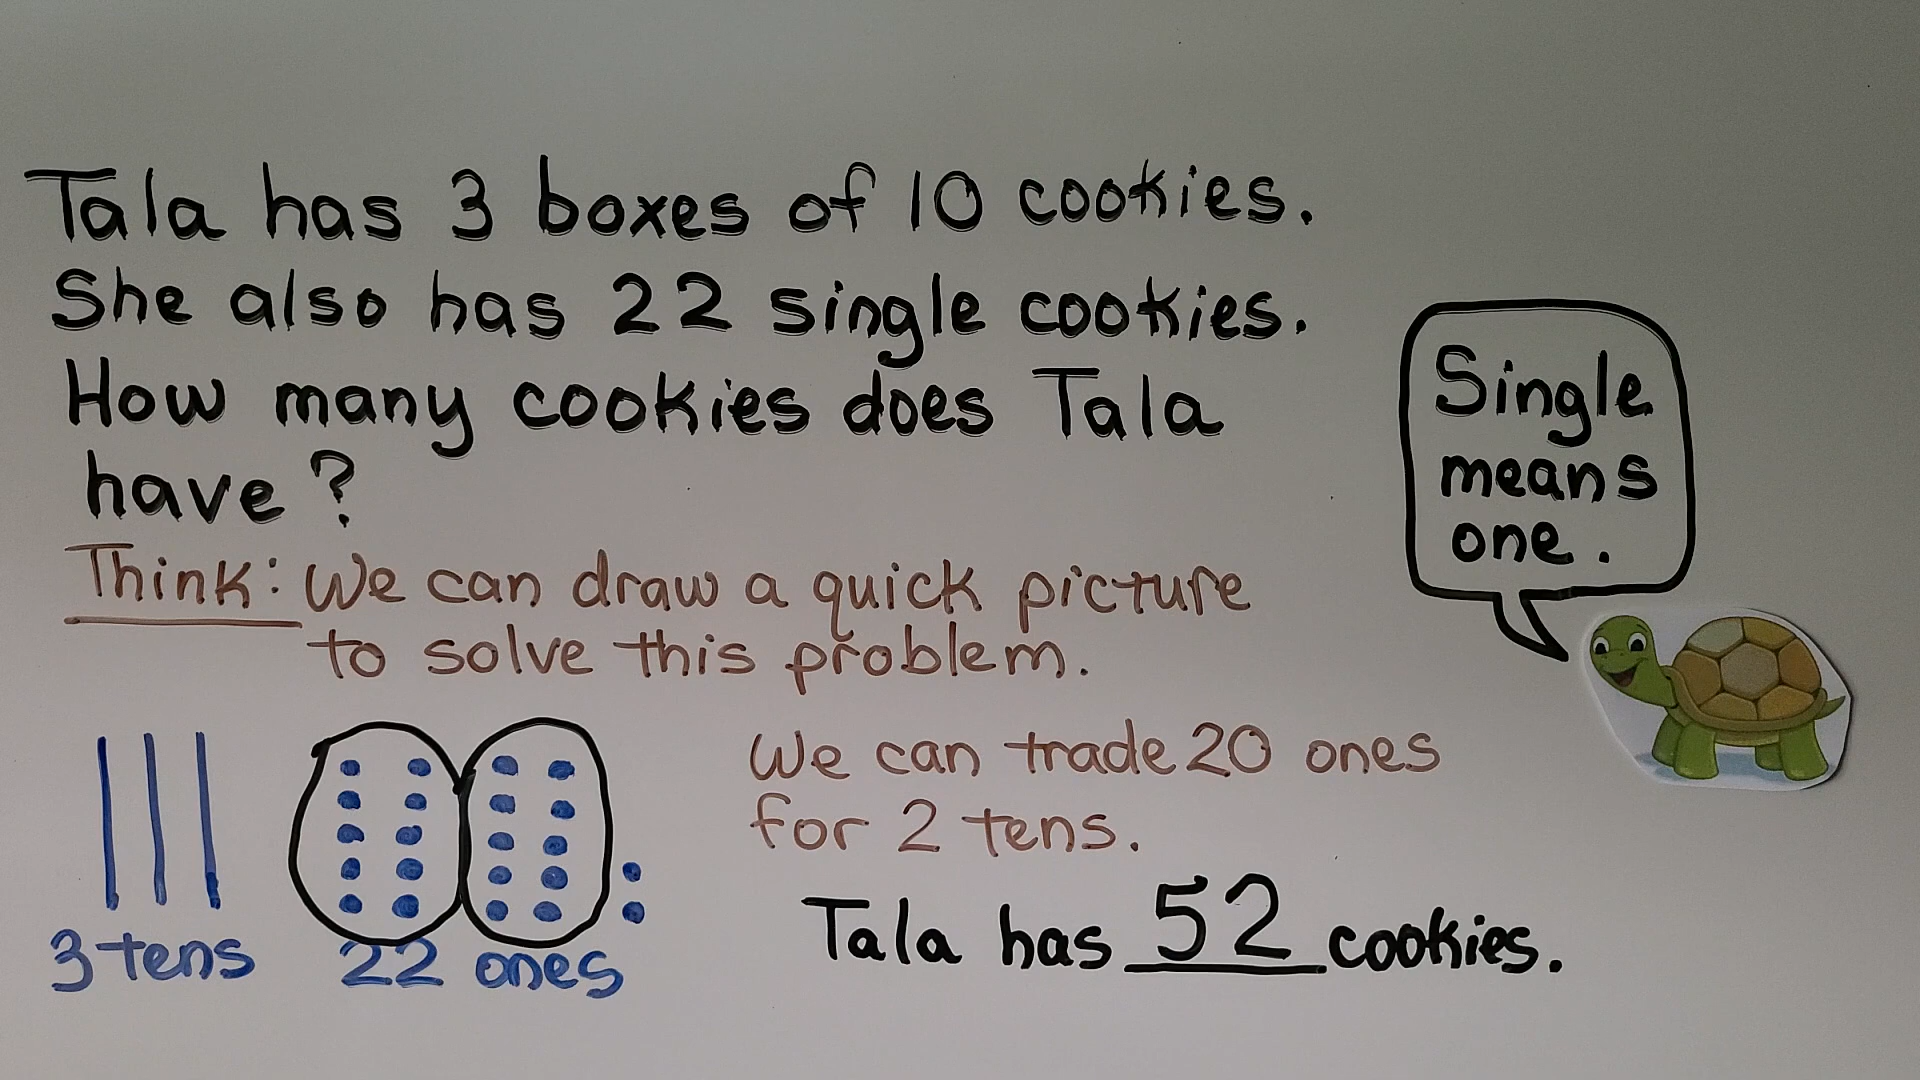 Tala has 3 boxes of 10 cookies.
She also has 22 single cookies.
How many cookies does Tala
have?
Single
means
one.
Think: We can draw a quick picture
to solve this problem.
We can trade 20 ones
for 2 tens.
3 tens
22 ones
Tala has 52 cookies.